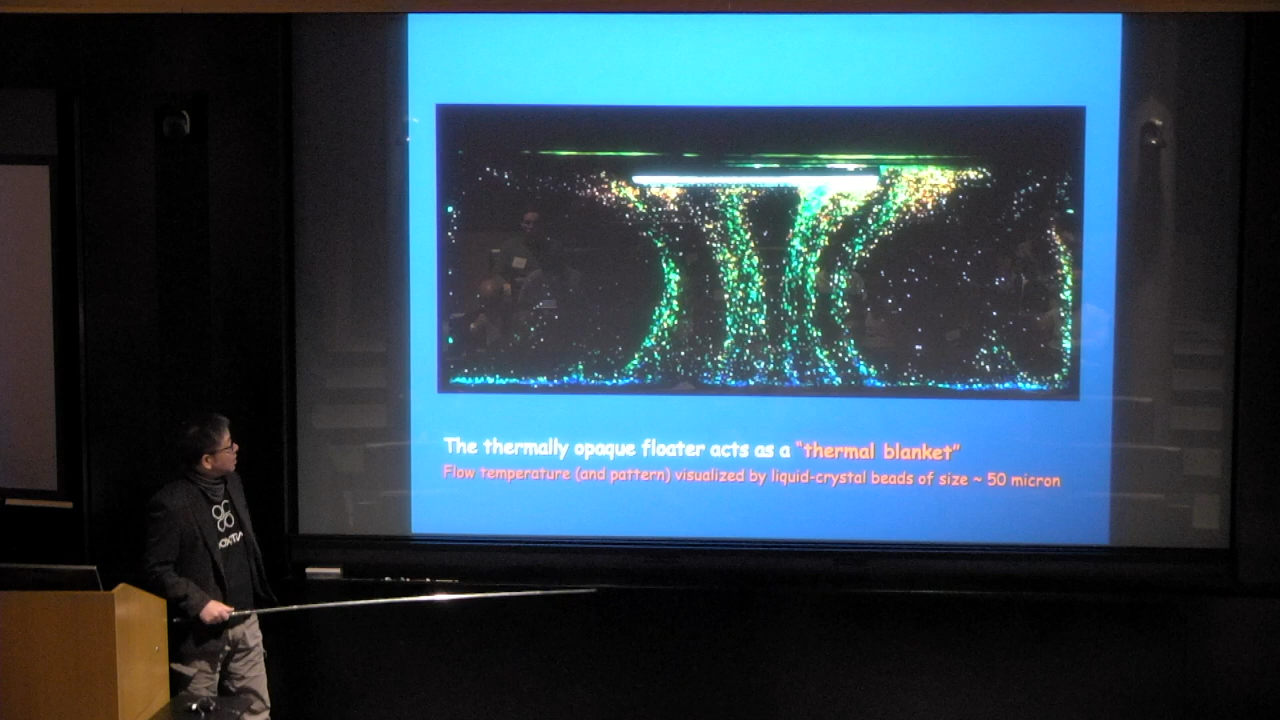 The thermally opaque floater acts as a “thermal blanket”
Flow temperature (and pattern) visualized by liquid-crystal beads of size ~ 50 micron